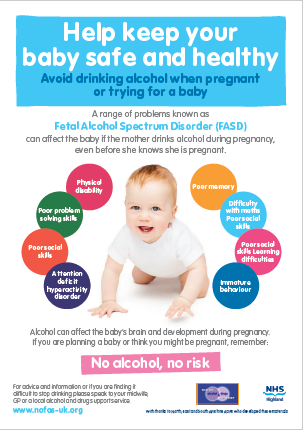 Help keep your
baby safe and healthy
Avoid drinking alcohol when pregnant
or trying for a baby
A range of problems known as
Fetal Alcohol Spectrum Disorder (FASD)
can affect the baby if the mother drinks alcohol during pregnancy,
even before she knows she is pregnant.
Physical
disability
Poor problem
solving skills
Poor social
skills
Attention
deficit
hyperactivity
disorder
Poor memory
Difficulty
with maths
Poor social
skills
Poor social
skills Learning
difficulties
Immature
behaviour
Alcohol can affect the baby's brain and development during pregnancy.
If you are planning a baby or think you might be pregnant, remember:
No alcohol, no risk
For advice and information or if you are finding it
difficult to stop drinking please speak to your midwife,
GP or a local alcohol and drugs support service.
www.nofas-uk.org
NHS
Highland